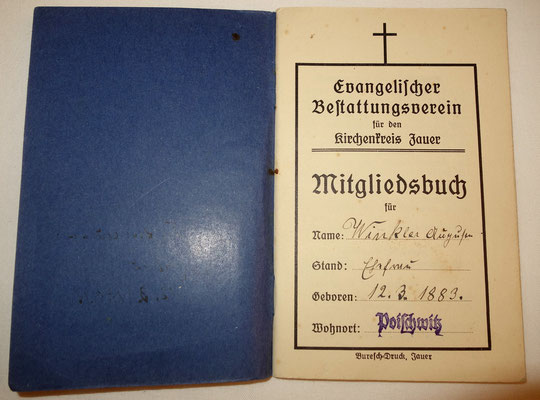 Evangelischer
Bestattungsverein
für den
Kirchenkreis Jauer
Mitgliedsbuch
für
Name: Winkler
Stand: Ehefrau
Geboren: 12. 3. 1883.
Wohnort: Poischwitz
Buresch-Druck, Jauer